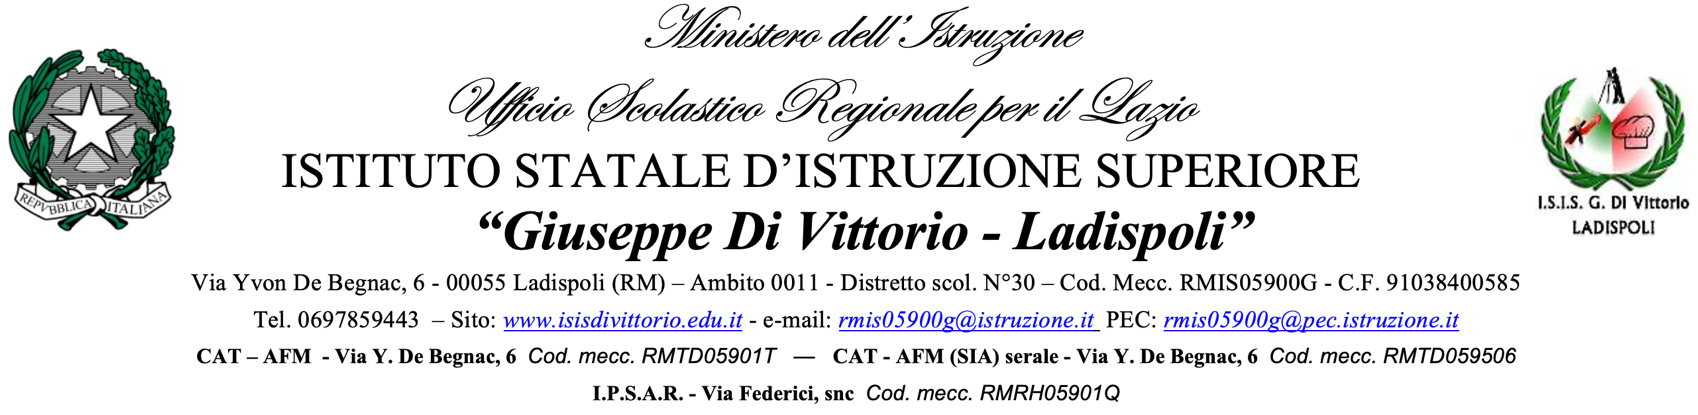 Ministero dell'Istruzione
Ufficio Scolastico Regionale per il Lazio
ISTITUTO STATALE D’ISTRUZIONE SUPERIORE
“Giuseppe Di Vittorio - Ladispoli”
REPVBBLICA ITALIANA
I.S.I.S. G. DI Vittorio
LADISPOLI
Via Yvon De Begnac, 6 - 00055 Ladispoli (RM) – Ambito 0011 - Distretto scol. N°30 – Cod. Mecc. RMIS05900G - C.F. 91038400585
Tel. 0697859443 – Sito: www.isisdivittorio.edu.it - e-mail: rmis05900g@istruzione.it PEC: rmis05900g@pec.istruzione.it
CAT – AFM - Via Y. De Begnac, 6 Cod. mecc. RMTD05901T — CAT - AFM (SIA) serale - Via Y. De Begnac, 6 Cod. mecc. RMTD059506
I.P.S.A.R. - Via Federici, snc Cod. mecc. RMRH05901Q